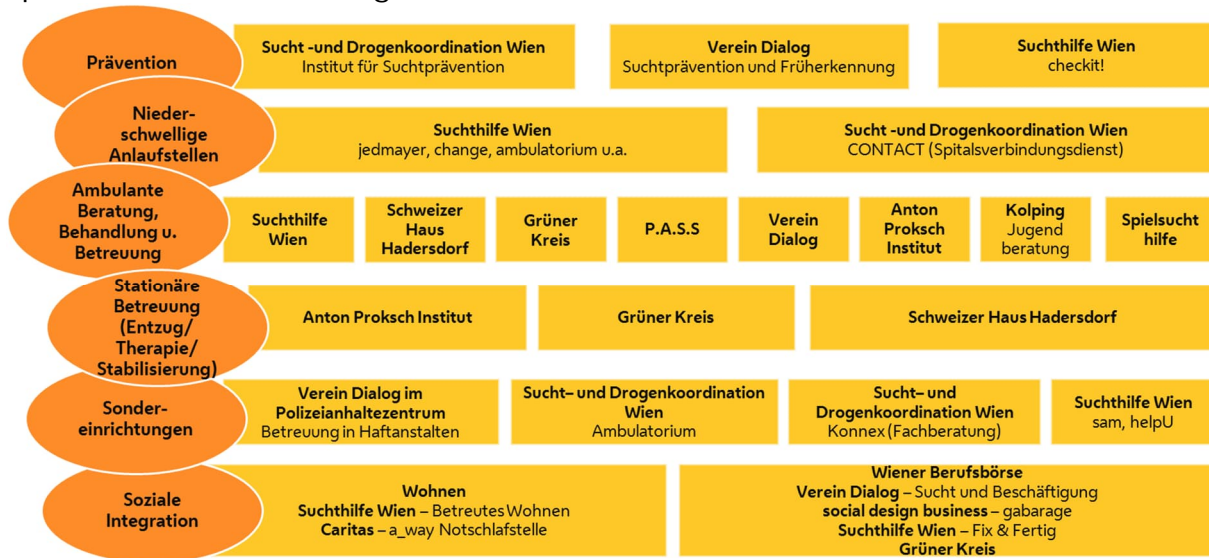 Prävention
Sucht -und Drogenkoordination Wien
Institut für Suchtprävention
Verein Dialog
Suchtprävention und Früherkennung
Suchthilfe Wien
checkit!
Nieder-
schwellige
Anlaufstellen
Suchthilfe Wien
jedmayer, change, ambulatorium u.a.
Sucht -und Drogenkoordination Wien
CONTACT (Spitalsverbindungsdienst)
Ambulante
Beratung,
Behandlung u.
Betreuung
Suchthilfe
Wien
Schweizer
Haus
Hadersdorf
Grüner
Kreis
P.A.S.S
Verein
Dialog
Anton
Proksch
Institut
Kolping
Jugend
beratung
Spielsucht
hilfe
Stationäre
Betreuung
(Entzug/
Therapie/
Stabilisierung)
Anton Proksch Institut
Grüner Kreis
Schweizer Haus Hadersdorf
Sonder-
einrichtungen
Verein Dialog im
Polizeianhaltezentrum
Betreuung in Haftanstalten
Sucht– und Drogenkoordination
Wien
Ambulatorium
Sucht– und
Drogenkoordination Wien
Konnex (Fachberatung)
Suchthilfe Wien
sam, helpU
Soziale
Integration
Wohnen
Suchthilfe Wien – Betreutes Wohnen
Caritas – a_way Notschlafstelle
Wiener Berufsbörse
Verein Dialog – Sucht und Beschäftigung
social design business – gabarage
Suchthilfe Wien – Fix & Fertig
Grüner Kreis